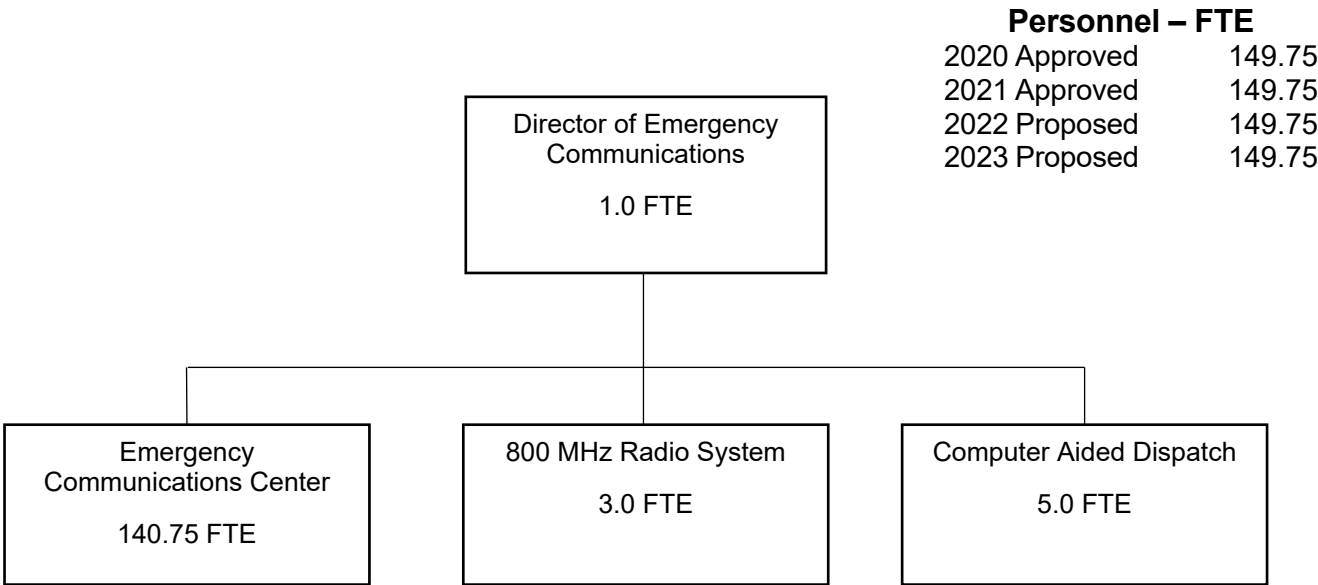 Personnel – FTE
2020 Approved 149.75
2021 Approved 149.75
2022 Proposed 149.75
2023 Proposed 149.75
Director of Emergency
Communications
1.0 FTE
Emergency
Communications Center
140.75 FTE
800 MHz Radio System
3.0 FTE
Computer Aided Dispatch
5.0 FTE